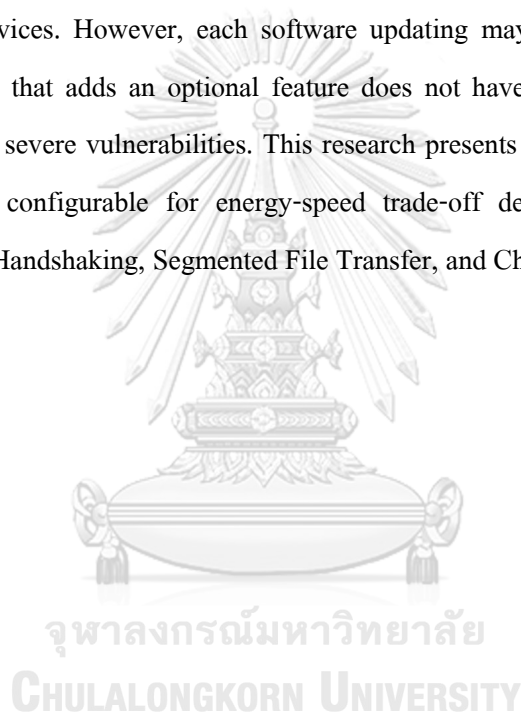 vices. However, each software updating may
that adds an optional feature does not have
severe vulnerabilities. This research presents
configurable for energy-speed trade-off de
Handshaking, Segmented File Transfer, and Ch
จุฬาลงกรณ์มหาวิทยาลัย
CHULALONGKORN UNIVERSITY